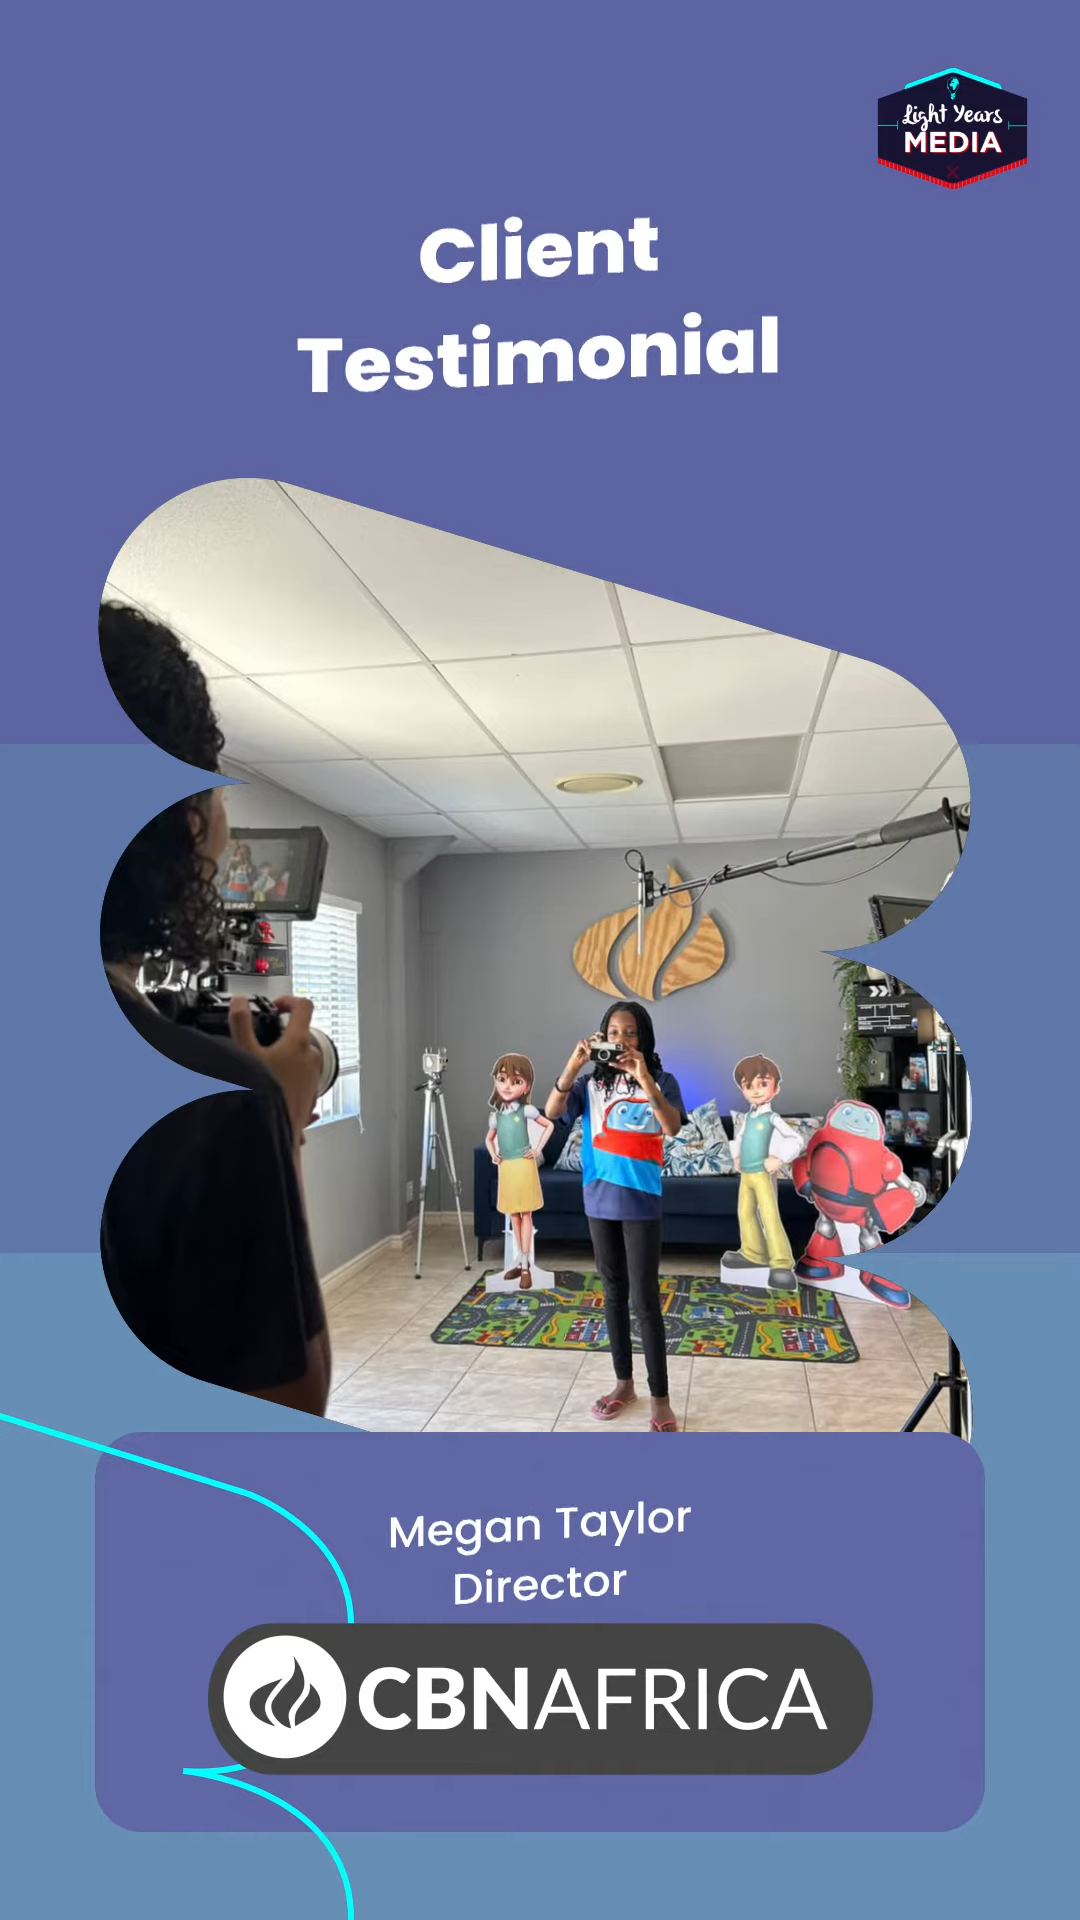 Light Years
MEDIA
Client
Testimonial
Megan Taylor
Director
CBNAFRICA